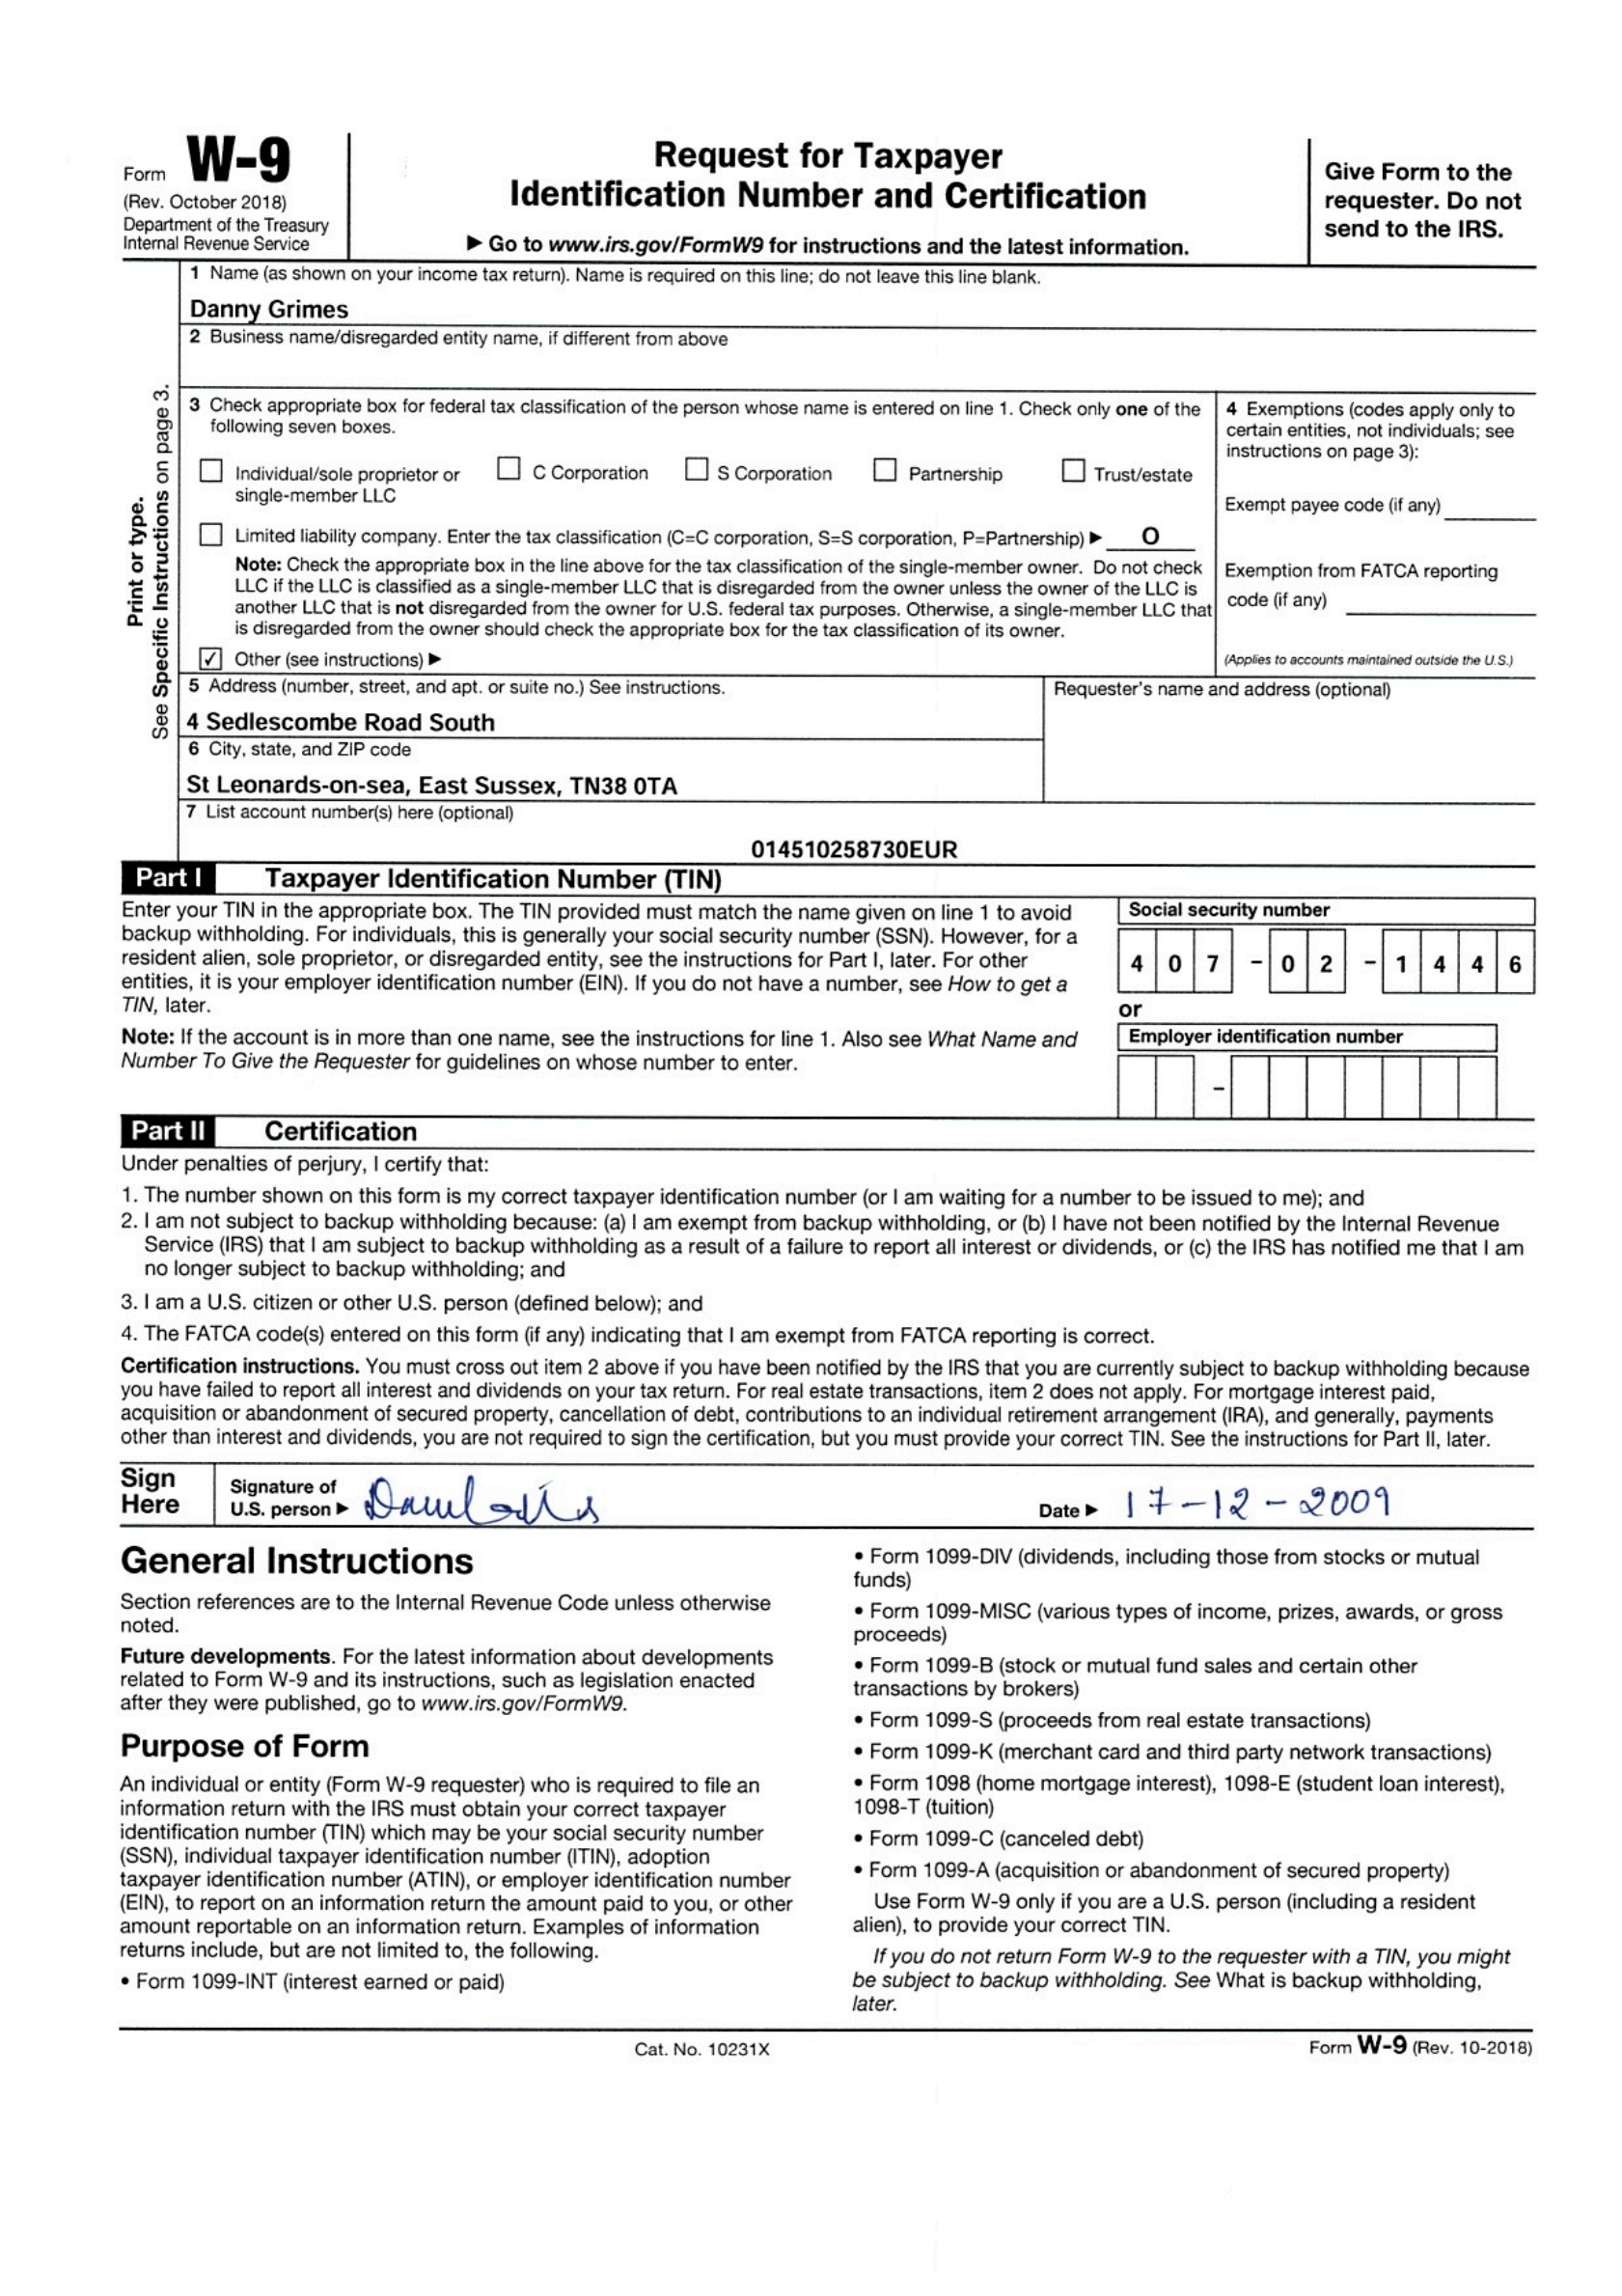 Form W-9
(Rev. October 2018)
Department of the Treasury
Internal Revenue Service
Request for Taxpayer
Identification Number and Certification
▶ Go to www.irs.gov/FormW9 for instructions and the latest information.
Give Form to the
requester. Do not
send to the IRS.
Print or type.
See Specific Instructions on page 3.
1 Name (as shown on your income tax return). Name is required on this line; do not leave this line blank.
Danny Grimes
2 Business name/disregarded entity name, if different from above
3 Check appropriate box for federal tax classification of the person whose name is entered on line 1. Check only one of the
following seven boxes.
☐ Individual/sole proprietor or ☐ C Corporation ☐ S Corporation ☐ Partnership ☐ Trust/estate
single-member LLC
☐ Limited liability company. Enter the tax classification (C=C corporation, S=S corporation, P=Partnership) ▶ O
Note: Check the appropriate box in the line above for the tax classification of the single-member owner. Do not check
LLC if the LLC is classified as a single-member LLC that is disregarded from the owner unless the owner of the LLC is
another LLC that is not disregarded from the owner for U.S. federal tax purposes. Otherwise, a single-member LLC that
is disregarded from the owner should check the appropriate box for the tax classification of its owner.
☑ Other (see instructions) ▶
4 Exemptions (codes apply only to
certain entities, not individuals; see
instructions on page 3):
Exempt payee code (if any)
Exemption from FATCA reporting
code (if any)
(Applies to accounts maintained outside the U.S.)
5 Address (number, street, and apt. or suite no.) See instructions.
4 Sedlescombe Road South
Requester's name and address (optional)
6 City, state, and ZIP code
St Leonards-on-sea, East Sussex, TN38 0TA
7 List account number(s) here (optional)
014510258730EUR
Part I Taxpayer Identification Number (TIN)
Enter your TIN in the appropriate box. The TIN provided must match the name given on line 1 to avoid
backup withholding. For individuals, this is generally your social security number (SSN). However, for a
resident alien, sole proprietor, or disregarded entity, see the instructions for Part I, later. For other
entities, it is your employer identification number (EIN). If you do not have a number, see How to get a
TIN, later.
Note: If the account is in more than one name, see the instructions for line 1. Also see What Name and
Number To Give the Requester for guidelines on whose number to enter.
Social security number
4 0 7 - 0 2 - 1 4 4 6
or
Employer identification number
-
Part II Certification
Under penalties of perjury, I certify that:
1. The number shown on this form is my correct taxpayer identification number (or I am waiting for a number to be issued to me); and
2. I am not subject to backup withholding because: (a) I am exempt from backup withholding, or (b) I have not been notified by the Internal Revenue
Service (IRS) that I am subject to backup withholding as a result of a failure to report all interest or dividends, or (c) the IRS has notified me that I am
no longer subject to backup withholding; and
3. I am a U.S. citizen or other U.S. person (defined below); and
4. The FATCA code(s) entered on this form (if any) indicating that I am exempt from FATCA reporting is correct.
Certification instructions. You must cross out item 2 above if you have been notified by the IRS that you are currently subject to backup withholding because
you have failed to report all interest and dividends on your tax return. For real estate transactions, item 2 does not apply. For mortgage interest paid,
acquisition or abandonment of secured property, cancellation of debt, contributions to an individual retirement arrangement (IRA), and generally, payments
other than interest and dividends, you are not required to sign the certification, but you must provide your correct TIN. See the instructions for Part II, later.
Sign
Here
Signature of
U.S. person ▶
Date ▶ 17-12-2009
General Instructions
Section references are to the Internal Revenue Code unless otherwise
noted.
Future developments. For the latest information about developments
related to Form W-9 and its instructions, such as legislation enacted
after they were published, go to www.irs.gov/FormW9.
Purpose of Form
An individual or entity (Form W-9 requester) who is required to file an
information return with the IRS must obtain your correct taxpayer
identification number (TIN) which may be your social security number
(SSN), individual taxpayer identification number (ITIN), adoption
taxpayer identification number (ATIN), or employer identification number
(EIN), to report on an information return the amount paid to you, or other
amount reportable on an information return. Examples of information
returns include, but are not limited to, the following.
• Form 1099-INT (interest earned or paid)
• Form 1099-DIV (dividends, including those from stocks or mutual
funds)
• Form 1099-MISC (various types of income, prizes, awards, or gross
proceeds)
• Form 1099-B (stock or mutual fund sales and certain other
transactions by brokers)
• Form 1099-S (proceeds from real estate transactions)
• Form 1099-K (merchant card and third party network transactions)
• Form 1098 (home mortgage interest), 1098-E (student loan interest),
1098-T (tuition)
• Form 1099-C (canceled debt)
• Form 1099-A (acquisition or abandonment of secured property)
Use Form W-9 only if you are a U.S. person (including a resident
alien), to provide your correct TIN.
If you do not return Form W-9 to the requester with a TIN, you might
be subject to backup withholding. See What is backup withholding,
later.
Cat. No. 10231X
Form W-9 (Rev. 10-2018)